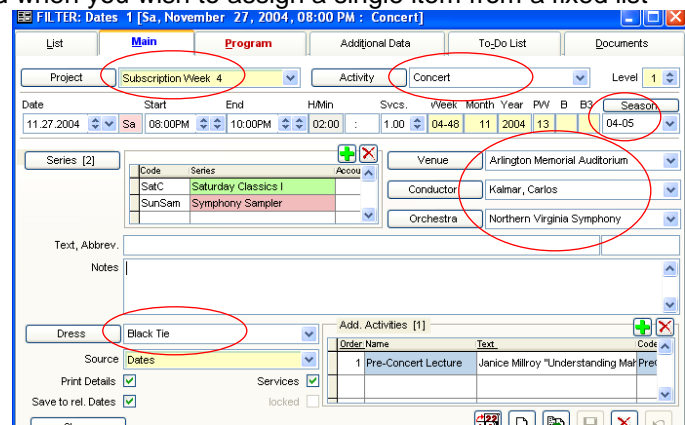 d when you wish to assign a single item from a fixed list
FILTER: Dates 1 [Sa, November 27, 2004, 08:00 PM : Concert]
List Main Program Additional Data To-Do List Documents
Project Subscription Week 4 Activity Concert Level 1
Date Start End H/Min Svcs. Week Month Year PW B B3 Season
11.27.2004 Sa 08:00PM 10:00PM 02:00 : 1.00 04-48 11 2004 13 04-05
Series [2] Venue Arlington Memorial Auditorium
Code Series Accou
SatC Saturday Classics I Conductor Kalmar, Carlos
SunSam Symphony Sampler
Orchestra Northern Virginia Symphony
Text, Abbrev.
Notes
Dress Black Tie Add. Activities [1]
Order Name Text Code
Source Dates 1 Pre-Concert Lecture Janice Millroy "Understanding Mah PreC
Print Details Services
Save to rel. Dates locked